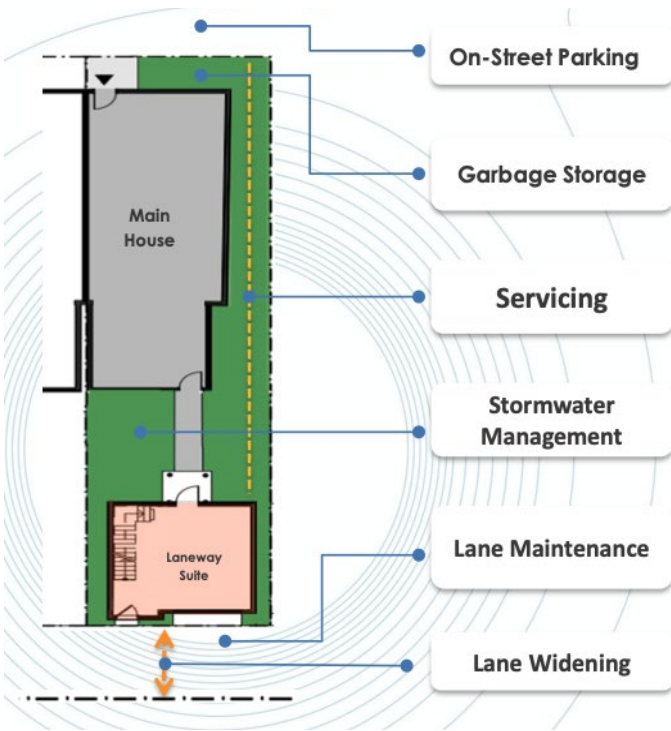 On-Street Parking
Garbage Storage
Main
House
Servicing
Stormwater
Management
Laneway
Suite
Lane Maintenance
Lane Widening